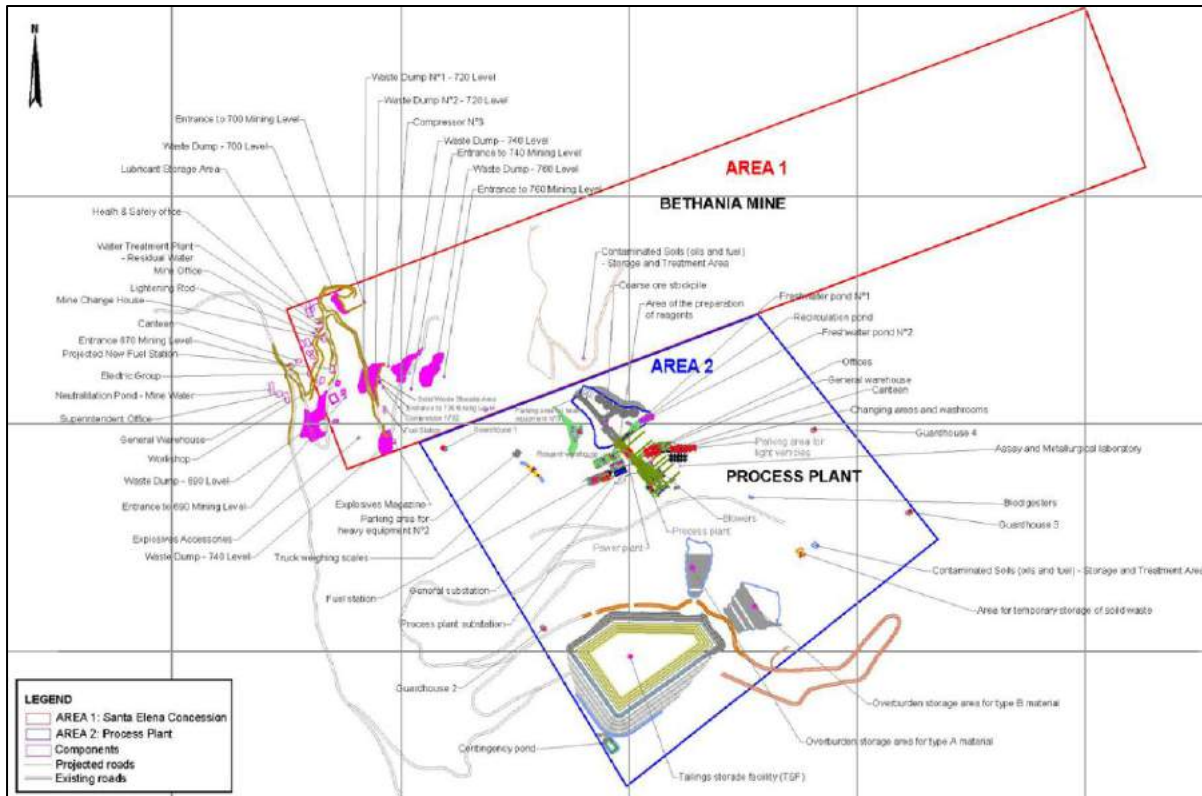 N
Waste Dump N°1 - 720 Level
Waste Dump N°2 - 720 Level
Entrance to 700 Mining Level
Compressor N°3
Waste Dump - 700 Level
Waste Dump - 740 Level
Entrance to 740 Mining Level
Lubricant Storage Area
Waste Dump - 760 Level
Entrance to 760 Mining Level
AREA 1
BETHANIA MINE
Health & Safety office
Water Treatment Plant
- Residual Water
Mine Office
Lightening Rod
Mine Change House
Canteen
Entrance 670 Mining Level
Projected New Fuel Station
Electric Group
Neutralization Pond - Mine Water
Superintendent Office
General Warehouse
Workshop
Waste Dump - 690 Level
Entrance to 690 Mining Level
Explosives Accessories
Waste Dump - 740 Level
Contaminated Soils (oils and fuel)
- Storage and Treatment Area
Coarse ore stockpile
Area of the preparation
of reagents
Freshwater pond N°1
Recirculation pond
Freshwater pond N°2
AREA 2
Offices
General warehouse
Canteen
Changing areas and washrooms
Guardhouse 4
Parking area for
light vehicles
Assay and Metallurgical laboratory
PROCESS PLANT
Fuel Station
Guardhouse 1
Explosives Magazine
Parking area for
heavy equipment N°2
Truck weighing scales
Biodigesters
Guardhouse 3
Blowers
Process plant
Power plant
Fuel station
General substation
Process plant substation
Contaminated Soils (oils and fuel) - Storage and Treatment Area
Area for temporary storage of solid waste
Guardhouse 2
Overburden storage area for type B material
Overburden storage area for type A material
Contingency pond
Tailings storage facility (TSF)
LEGEND
AREA 1: Santa Elena Concession
AREA 2: Process Plant
Components
Projected roads
Existing roads